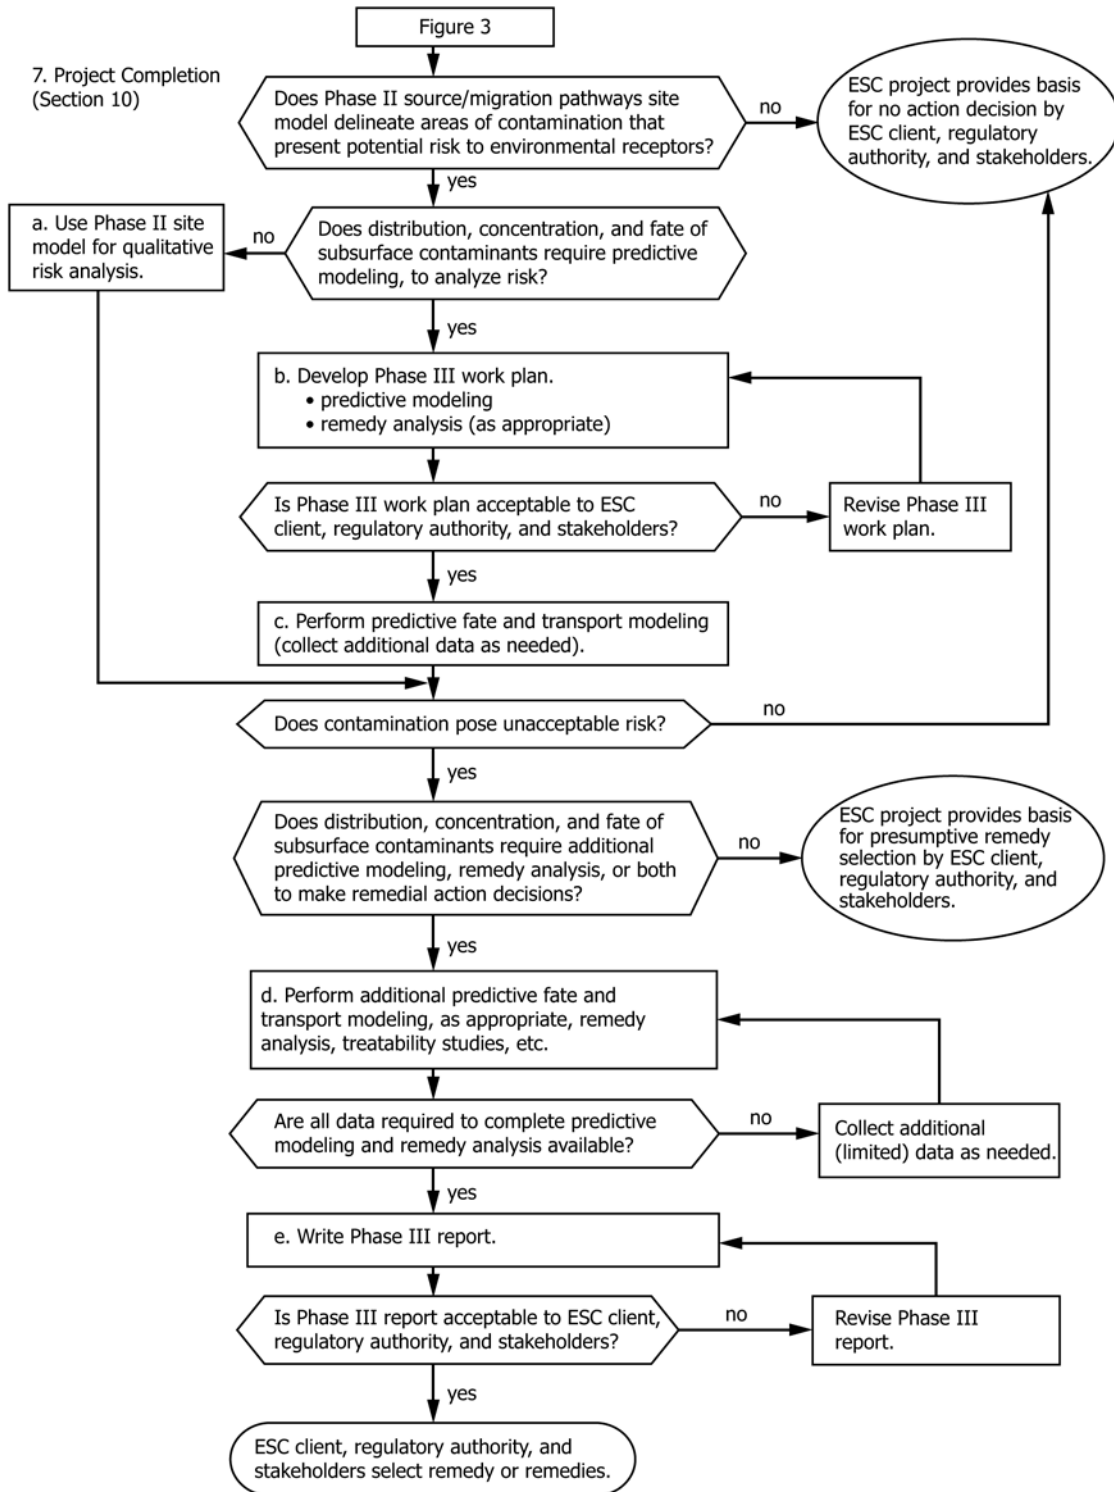 Figure 3
7. Project Completion
(Section 10)
Does Phase II source/migration pathways site
model delineate areas of contamination that
present potential risk to environmental receptors?
no
ESC project provides basis
for no action decision by
ESC client, regulatory
authority, and stakeholders.
yes
a. Use Phase II site
model for qualitative
risk analysis.
no
Does distribution, concentration, and fate of
subsurface contaminants require predictive
modeling, to analyze risk?
yes
b. Develop Phase III work plan.
• predictive modeling
• remedy analysis (as appropriate)
Is Phase III work plan acceptable to ESC
client, regulatory authority, and stakeholders?
no
Revise Phase III
work plan.
yes
c. Perform predictive fate and transport modeling
(collect additional data as needed).
Does contamination pose unacceptable risk?
no
yes
Does distribution, concentration, and fate of
subsurface contaminants require additional
predictive modeling, remedy analysis, or both
to make remedial action decisions?
no
ESC project provides basis
for presumptive remedy
selection by ESC client,
regulatory authority, and
stakeholders.
yes
d. Perform additional predictive fate and
transport modeling, as appropriate, remedy
analysis, treatability studies, etc.
Are all data required to complete predictive
modeling and remedy analysis available?
no
Collect additional
(limited) data as needed.
yes
e. Write Phase III report.
Is Phase III report acceptable to ESC client,
regulatory authority, and stakeholders?
no
Revise Phase III
report.
yes
ESC client, regulatory authority, and
stakeholders select remedy or remedies.